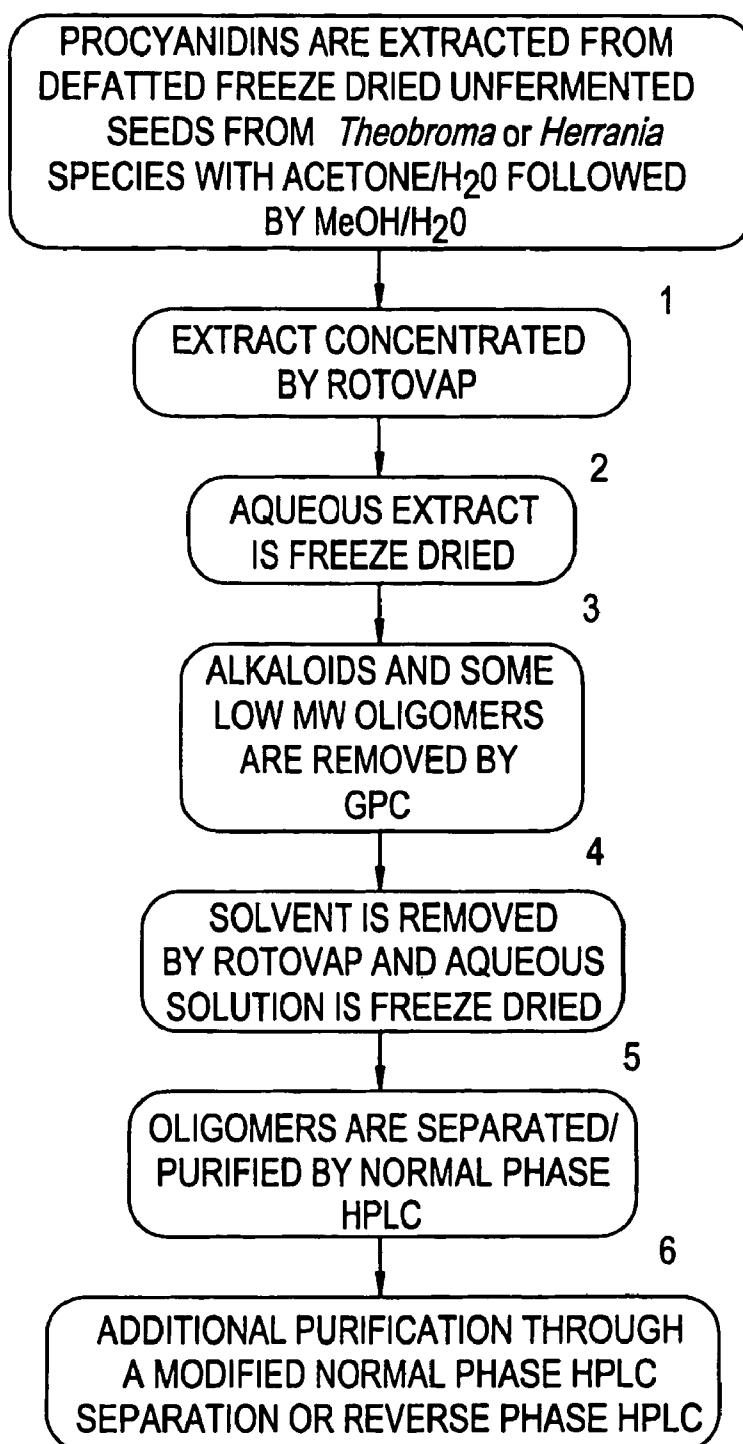 PROCYANIDINS ARE EXTRACTED FROM
DEFATTED FREEZE DRIED UNFERMENTED
SEEDS FROM Theobroma or Herrania
SPECIES WITH ACETONE/H20 FOLLOWED
BY MeOH/H20
1
EXTRACT CONCENTRATED
BY ROTOVAP
2
AQUEOUS EXTRACT
IS FREEZE DRIED
3
ALKALOIDS AND SOME
LOW MW OLIGOMERS
ARE REMOVED BY
GPC
4
SOLVENT IS REMOVED
BY ROTOVAP AND AQUEOUS
SOLUTION IS FREEZE DRIED
5
OLIGOMERS ARE SEPARATED/
PURIFIED BY NORMAL PHASE
HPLC
6
ADDITIONAL PURIFICATION THROUGH
A MODIFIED NORMAL PHASE HPLC
SEPARATION OR REVERSE PHASE HPLC